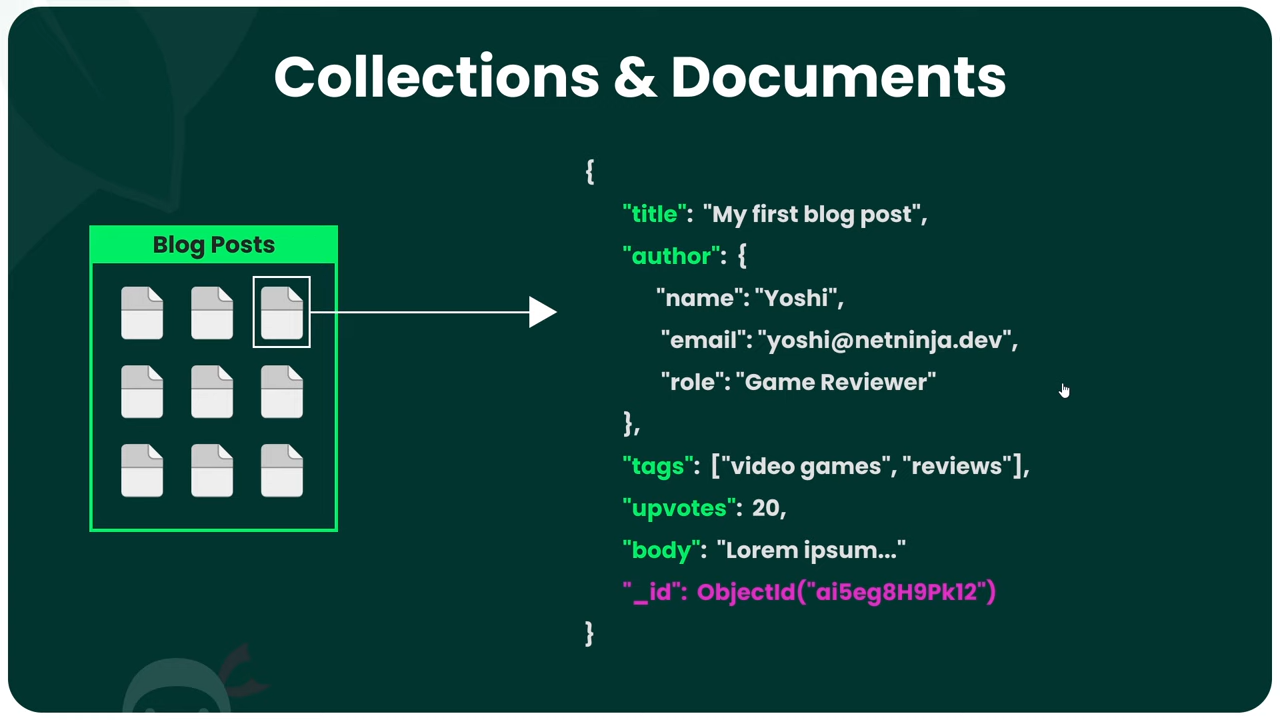 Collections & Documents
Blog Posts
{
"title": "My first blog post",
"author": {
"name": "Yoshi",
"email": "yoshi@netninja.dev",
"role": "Game Reviewer"
},
"tags": ["video games", "reviews"],
"upvotes": 20,
"body": "Lorem ipsum..."
"_id": ObjectId("ai5eg8H9Pk12")
}